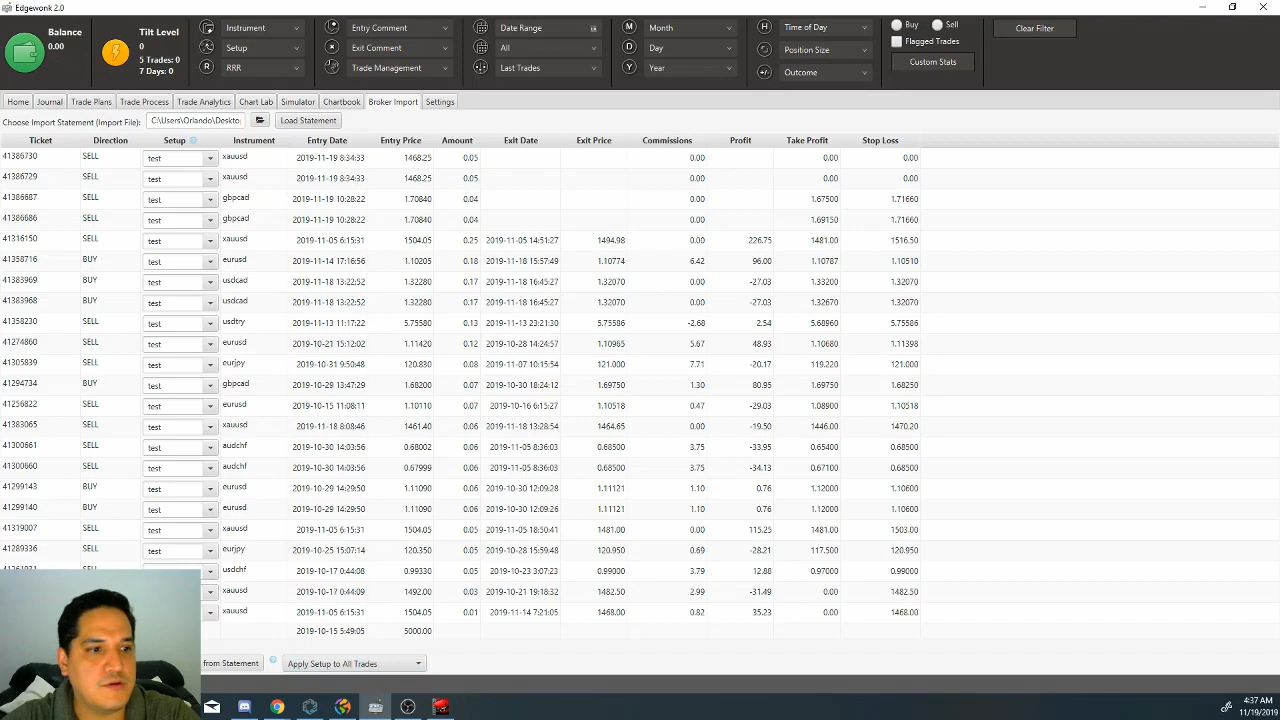 Edgewonk 2.0
Balance
0.00
Tilt Level
0
5 Trades: 0
7 Days: 0
Instrument
Setup
R RRR
Entry Comment
Exit Comment
Trade Management
Date Range
All
Last Trades
M Month
D Day
Y Year
H Time of Day
Position Size
+/- Outcome
Buy Sell
Flagged Trades
Custom Stats
Clear Filter
Home Journal Trade Plans Trade Process Trade Analytics Chart Lab Simulator Chartbook Broker Import Settings
Choose Import Statement (Import File): C:\Users\Orlando\Deskto Load Statement
Ticket Direction Setup Instrument Entry Date Entry Price Amount Exit Date Exit Price Commissions Profit Take Profit Stop Loss
41386730 SELL test xauusd 2019-11-19 8:34:33 1468.25 0.05 0.00 0.00 0.00
41386729 SELL test xauusd 2019-11-19 8:34:33 1468.25 0.05 0.00 0.00 0.00
41386687 SELL test gbpcad 2019-11-19 10:28:22 1.70840 0.04 0.00 1.67500 1.71660
41386686 SELL test gbpcad 2019-11-19 10:28:22 1.70840 0.04 0.00 1.69150 1.71660
41316150 SELL test xauusd 2019-11-05 6:15:31 1504.05 0.25 2019-11-05 14:51:27 1494.98 0.00 226.75 1481.00 1516.50
41358716 BUY test eurusd 2019-11-14 17:16:56 1.10205 0.18 2019-11-18 15:57:49 1.10774 6.42 96.00 1.10787 1.10510
41383969 BUY test usdcad 2019-11-18 13:22:52 1.32280 0.17 2019-11-18 16:45:27 1.32070 0.00 -27.03 1.33200 1.32070
41383968 BUY test usdcad 2019-11-18 13:22:52 1.32280 0.17 2019-11-18 16:45:27 1.32070 0.00 -27.03 1.32670 1.32070
41358230 SELL test usdtry 2019-11-13 11:17:22 5.75580 0.13 2019-11-13 23:21:30 5.75586 -2.68 2.54 5.68960 5.75586
41274860 SELL test eurusd 2019-10-21 15:12:02 1.11420 0.12 2019-10-28 14:24:57 1.10965 5.67 48.93 1.10680 1.11398
41305839 SELL test eurjpy 2019-10-31 9:50:48 120.830 0.08 2019-11-07 10:15:54 121.000 7.71 -20.17 119.220 121.000
41294734 BUY test gbpcad 2019-10-29 13:47:29 1.68200 0.07 2019-10-30 18:24:12 1.69750 1.30 80.95 1.69750 1.68250
41256822 SELL test eurusd 2019-10-15 11:08:11 1.10110 0.07 2019-10-16 6:15:27 1.10518 0.47 -29.03 1.08900 1.10518
41383065 SELL test xauusd 2019-11-18 8:08:46 1461.40 0.06 2019-11-18 13:28:54 1464.65 0.00 -19.50 1446.00 1470.20
41300661 SELL test audchf 2019-10-30 14:03:56 0.68002 0.06 2019-11-05 8:36:03 0.68500 3.75 -33.95 0.65400 0.68500
41300660 SELL test audchf 2019-10-30 14:03:56 0.67999 0.06 2019-11-05 8:36:03 0.68500 3.75 -34.13 0.67100 0.68500
41299143 BUY test eurusd 2019-10-29 14:29:50 1.11090 0.06 2019-10-30 12:09:28 1.11121 1.10 0.76 1.12000 1.10600
41299140 BUY test eurusd 2019-10-29 14:29:50 1.11090 0.06 2019-10-30 12:09:26 1.11121 1.10 0.76 1.12000 1.10600
41319007 SELL test xauusd 2019-11-05 6:15:31 1504.05 0.05 2019-11-05 18:50:41 1481.00 0.00 115.25 1481.00 1503.00
41289336 SELL test eurjpy 2019-10-25 15:07:14 120.350 0.05 2019-10-28 15:59:48 120.950 0.69 -28.21 117.500 120.950
usdchf 2019-10-17 0:44:08 0.99330 0.05 2019-10-23 3:07:23 0.99000 3.79 12.88 0.97000 0.99000
xauusd 2019-10-17 0:44:09 1492.00 0.03 2019-10-21 19:18:32 1482.50 2.99 -31.49 0.00 1482.50
xauusd 2019-11-05 6:15:31 1504.05 0.01 2019-11-14 7:21:05 1468.00 0.82 35.23 0.00 1468.00
2019-10-15 5:49:05 5000.00
from Statement Apply Setup to All Trades
4:37 AM
11/19/2019